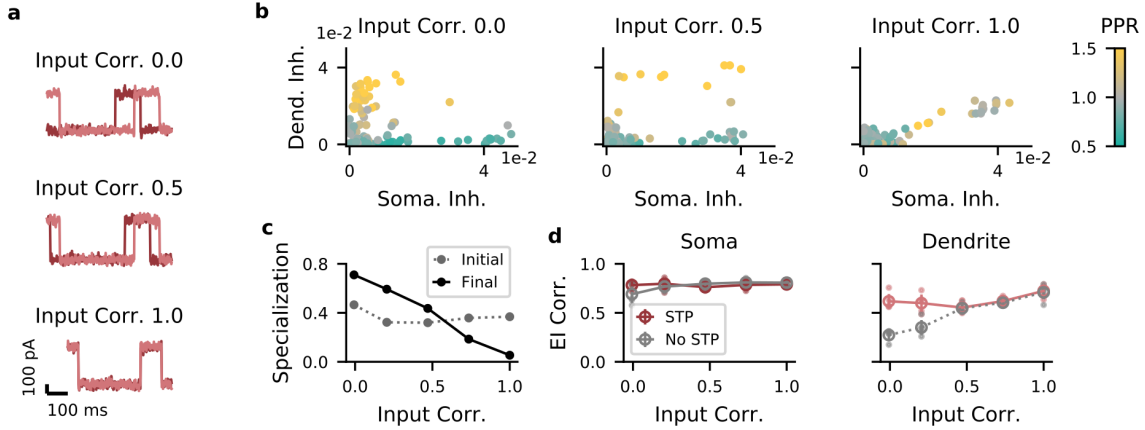 a
Input Corr. 0.0
Input Corr. 0.5
Input Corr. 1.0
100 pA
100 ms
b
1e-2
Input Corr. 0.0
Input Corr. 0.5
Input Corr. 1.0
PPR
Dend. Inh.
4
0
0
4
1e-2
Soma. Inh.
0
4
1e-2
Soma. Inh.
0
4
1e-2
Soma. Inh.
1.5
1.0
0.5
c
Specialization
0.8
0.4
0.0
Initial
Final
0.0
0.5
1.0
Input Corr.
d
Soma
EI Corr.
1.0
0.5
0.0
STP
No STP
0.0
0.5
1.0
Input Corr.
Dendrite
0.0
0.5
1.0
Input Corr.